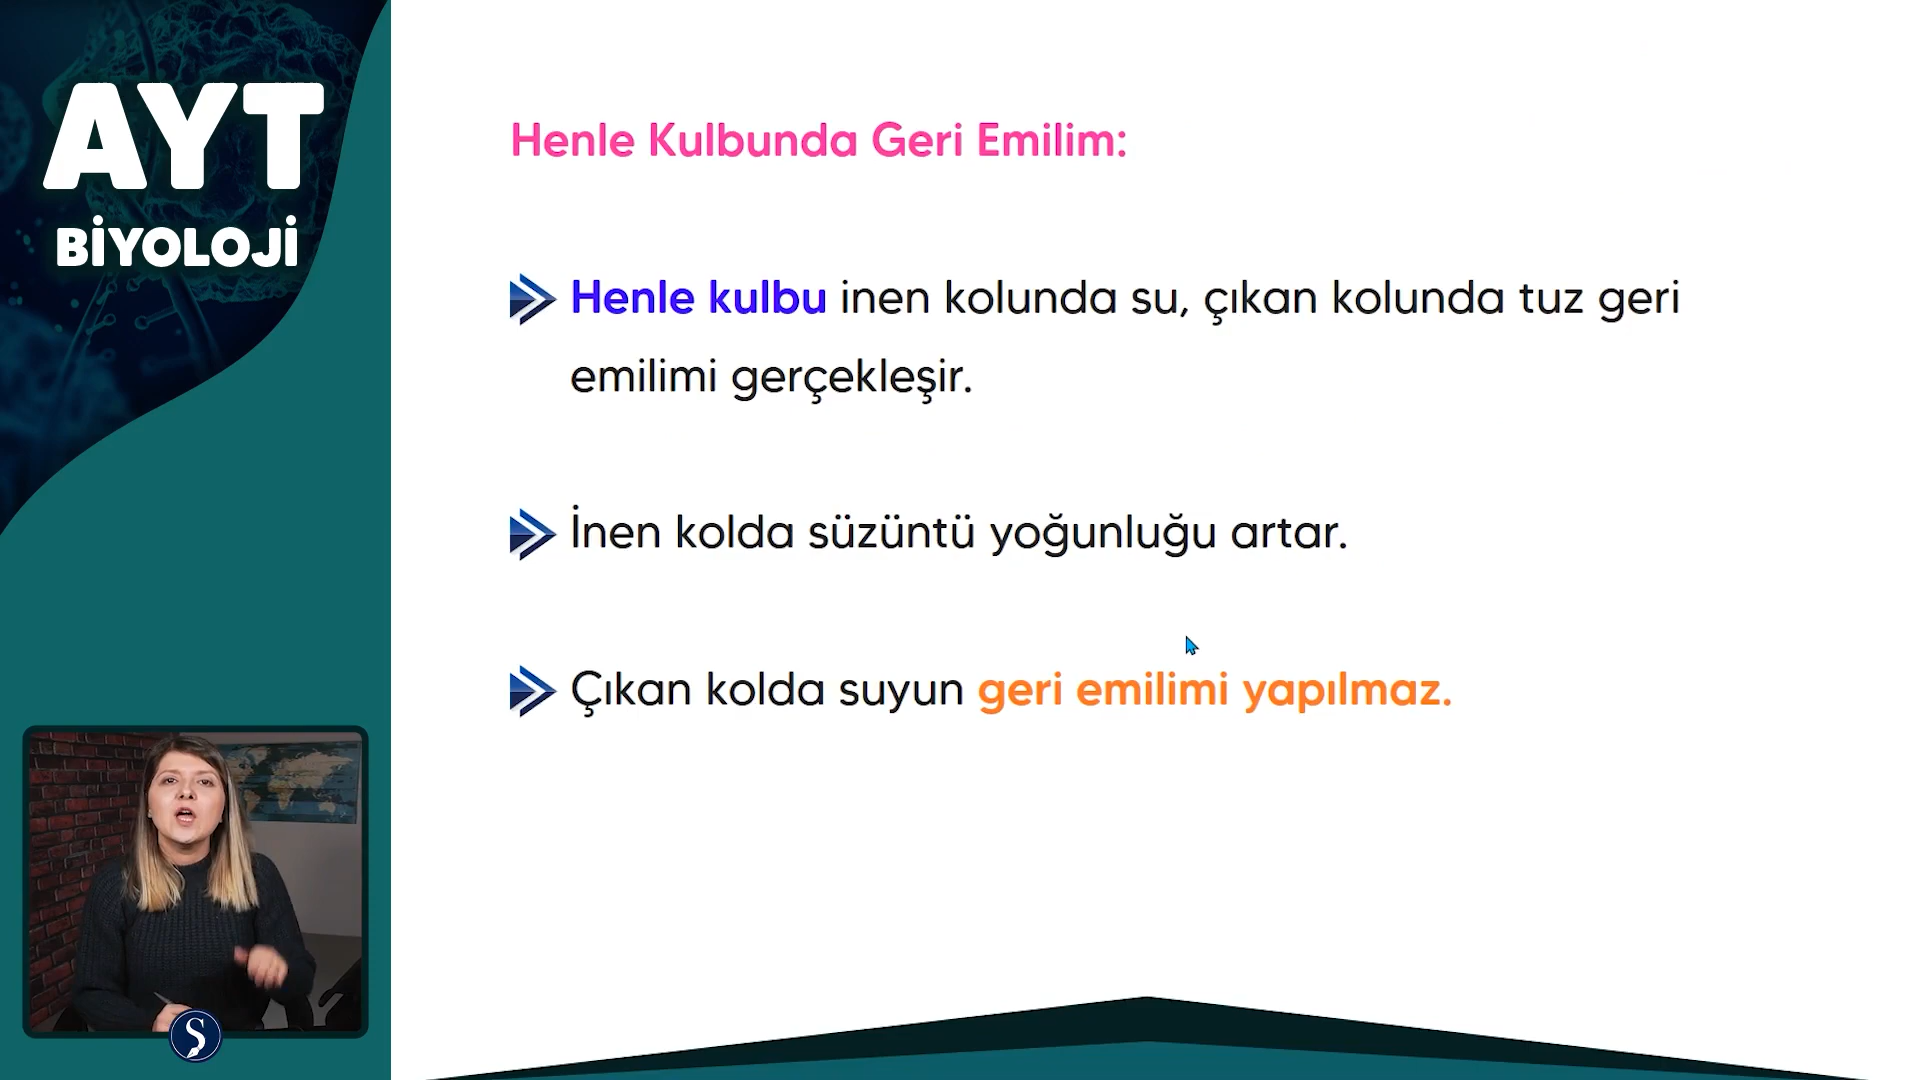 AYT
BİYOLOJİ
Henle Kulbunda Geri Emilim:
Henle kulbu inen kolunda su, çıkan kolunda tuz geri
emilimi gerçekleşir.
İnen kolda süzüntü yoğunluğu artar.
Çıkan kolda suyun geri emilimi yapılmaz.
Ş